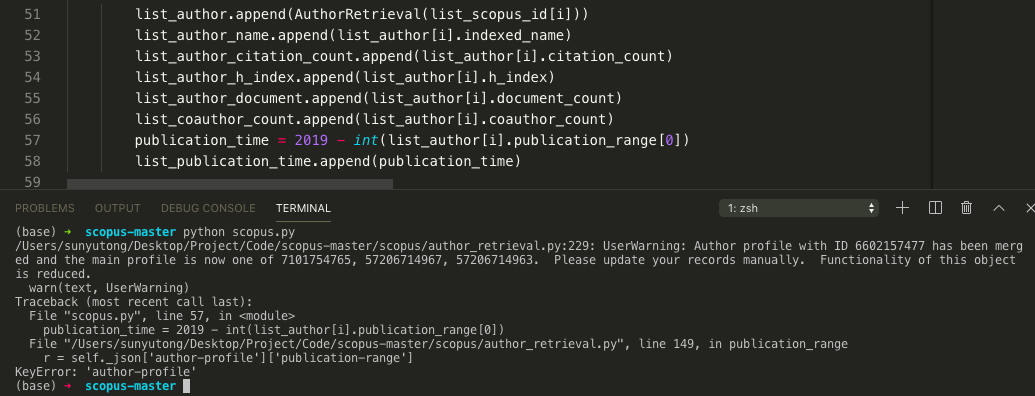 51 list_author.append(AuthorRetrieval(list_scopus_id[i]))
52 list_author_name.append(list_author[i].indexed_name)
53 list_author_citation_count.append(list_author[i].citation_count)
54 list_author_h_index.append(list_author[i].h_index)
55 list_author_document.append(list_author[i].document_count)
56 list_coauthor_count.append(list_author[i].coauthor_count)
57 publication_time = 2019 - int(list_author[i].publication_range[0])
58 list_publication_time.append(publication_time)
59
PROBLEMS OUTPUT DEBUG CONSOLE TERMINAL 1: zsh
(base) → scopus-master python scopus.py
/Users/sunyutong/Desktop/Project/Code/scopus-master/scopus/author_retrieval.py:229: UserWarning: Author profile with ID 6602157477 has been merg
ed and the main profile is now one of 7101754765, 57206714967, 57206714963. Please update your records manually. Functionality of this object
is reduced.
warn(text, UserWarning)
Traceback (most recent call last):
File "scopus.py", line 57, in <module>
publication_time = 2019 - int(list_author[i].publication_range[0])
File "/Users/sunyutong/Desktop/Project/Code/scopus-master/scopus/author_retrieval.py", line 149, in publication_range
r = self._json['author-profile']['publication-range']
KeyError: 'author-profile'
(base) → scopus-master